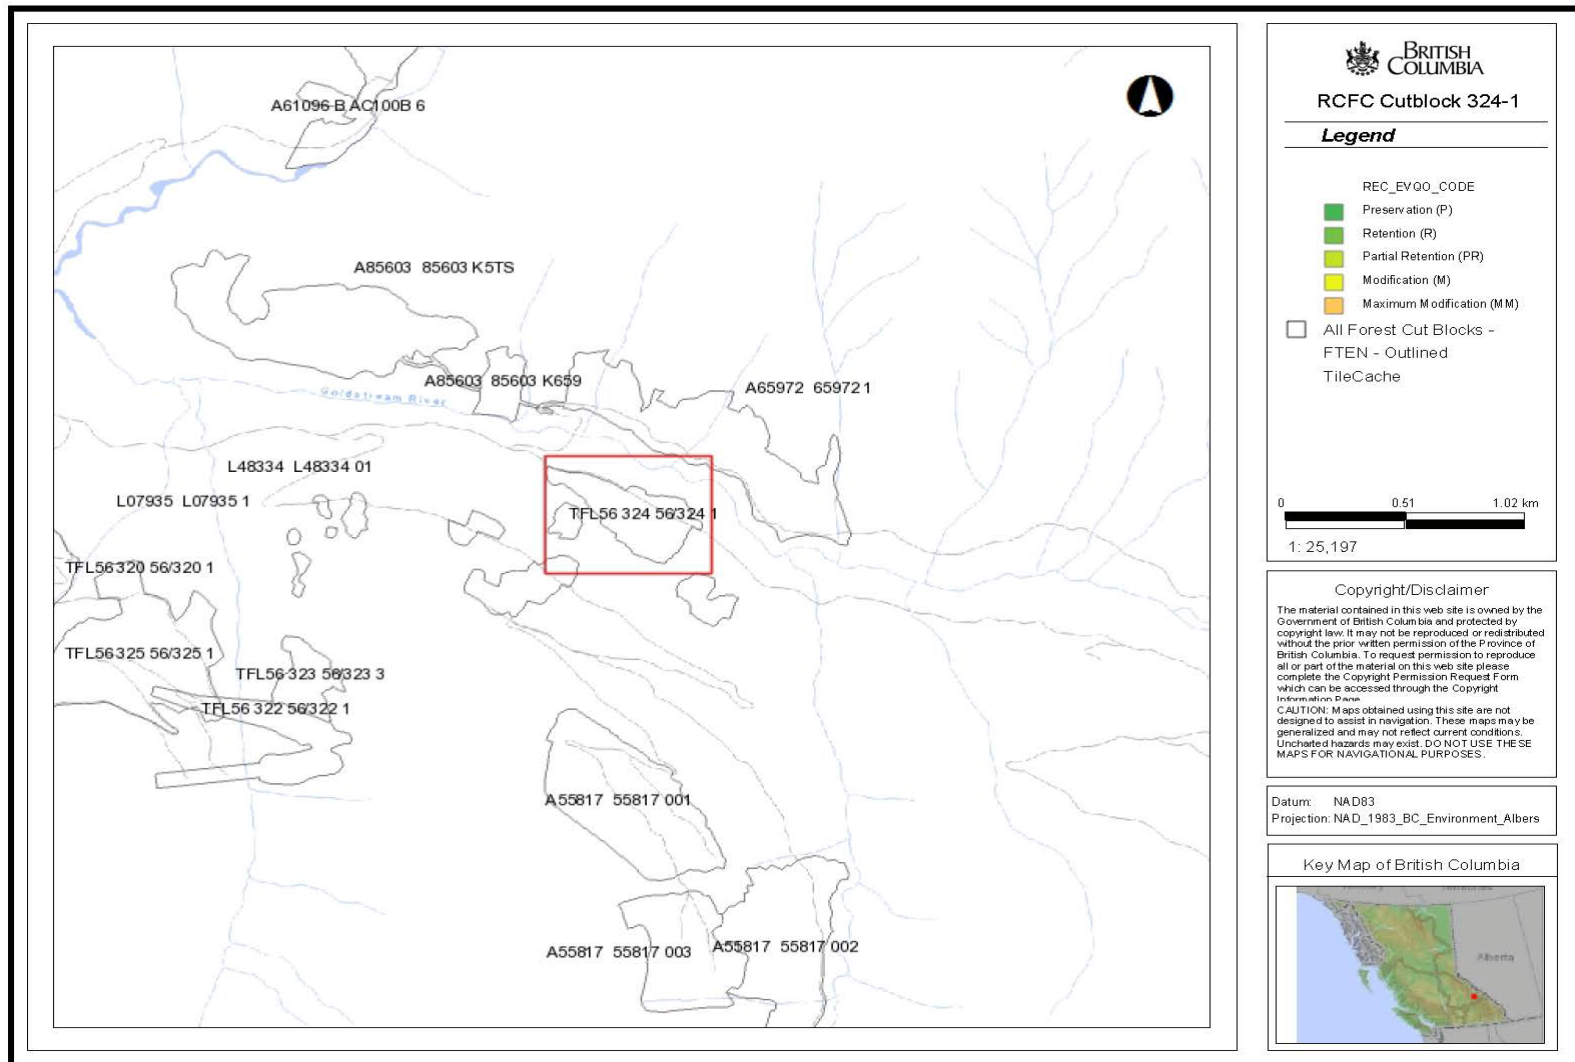 A61096 B AC100B 6
A85603 85603 K5TS
A85603 85603 K659
A65972 65972 1
Goldstream River
L48334 L48334 01
L07935 L07935 1
TFL56 324 56/324 1
TFL56 320 56/320 1
TFL56 325 56/325 1
TFL56 323 56/323 3
TFL56 322 56/322 1
A55817 55817 001
A55817 55817 003
A55817 55817 002
BRITISH
COLUMBIA
RCFC Cutblock 324-1
Legend
REC_EVQO_CODE
Preservation (P)
Retention (R)
Partial Retention (PR)
Modification (M)
Maximum Modification (MM)
All Forest Cut Blocks -
FTEN - Outlined
TileCache
0 0.51 1.02 km
1: 25,197
Copyright/Disclaimer
The material contained in this web site is owned by the
Government of British Columbia and protected by
copyright law. It may not be reproduced or redistributed
without the prior written permission of the Province of
British Columbia. To request permission to reproduce
all or part of the material on this web site please
complete the Copyright Permission Request Form
which can be accessed through the Copyright
Information Page.
CAUTION: Maps obtained using this site are not
designed to assist in navigation. These maps may be
generalized and may not reflect current conditions.
Uncharted hazards may exist. DO NOT USE THESE
MAPS FOR NAVIGATIONAL PURPOSES.
Datum: NAD83
Projection: NAD_1983_BC_Environment_Albers
Key Map of British Columbia
Alberta